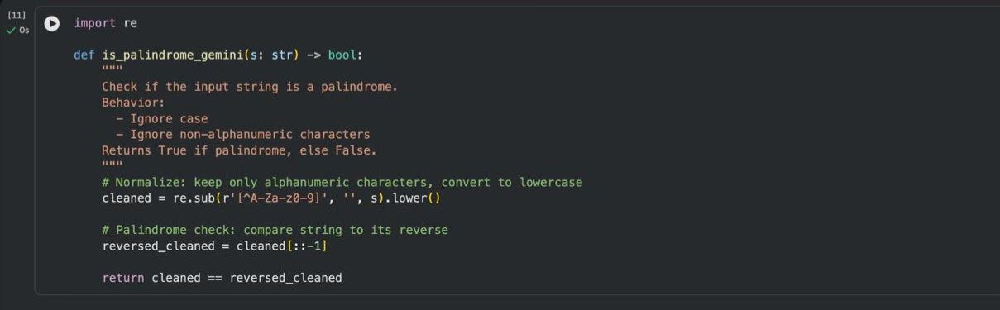 [11]
0s
import re
def is_palindrome_gemini(s: str) -> bool:
    """
    Check if the input string is a palindrome.
    Behavior:
      - Ignore case
      - Ignore non-alphanumeric characters
    Returns True if palindrome, else False.
    """
    # Normalize: keep only alphanumeric characters, convert to lowercase
    cleaned = re.sub(r'[^A-Za-z0-9]', '', s).lower()
    # Palindrome check: compare string to its reverse
    reversed_cleaned = cleaned[::-1]
    return cleaned == reversed_cleaned